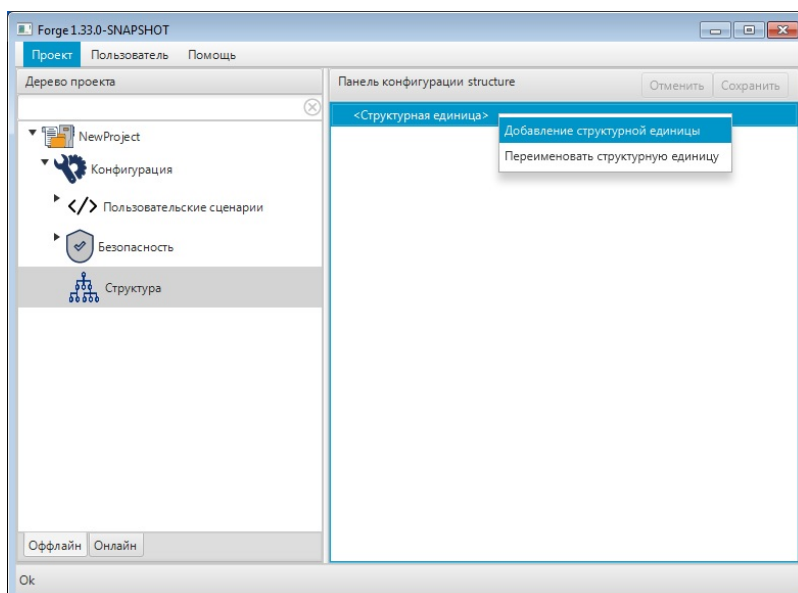 Forge 1.33.0-SNAPSHOT
Проект Пользователь Помощь
Дерево проекта
Панель конфигурации structure
Отменить Сохранить
<Структурная единица>
Добавление структурной единицы
Переименовать структурную единицу
NewProject
Конфигурация
</> Пользовательские сценарии
Безопасность
Структура
Оффлайн Онлайн
Ok